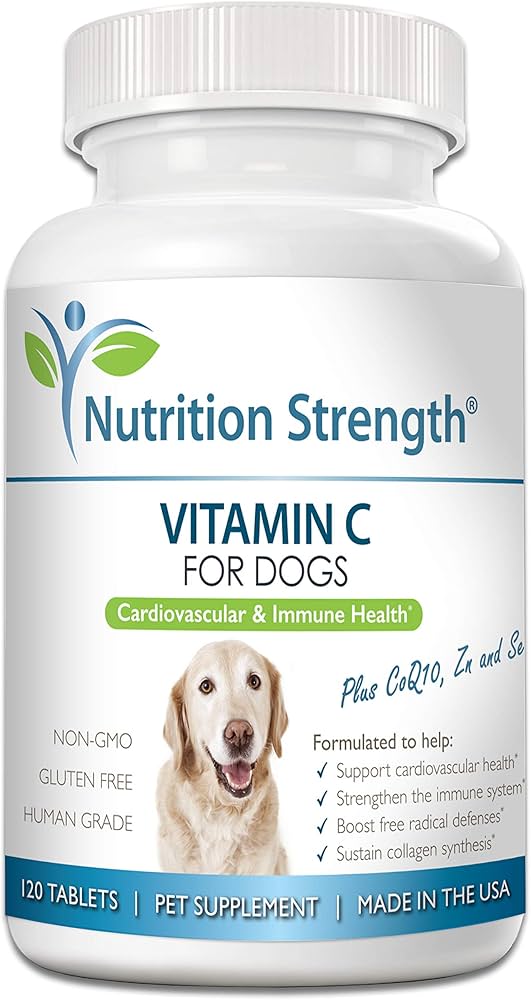 Nutrition Strength®
VITAMIN C
FOR DOGS
Cardiovascular & Immune Health*
Plus CoQ10, Zn and Se
NON-GMO
GLUTEN FREE
HUMAN GRADE
Formulated to help:
✓ Support cardiovascular health*
✓ Strengthen the immune system*
✓ Boost free radical defenses*
✓ Sustain collagen synthesis*
120 TABLETS | PET SUPPLEMENT | MADE IN THE USA